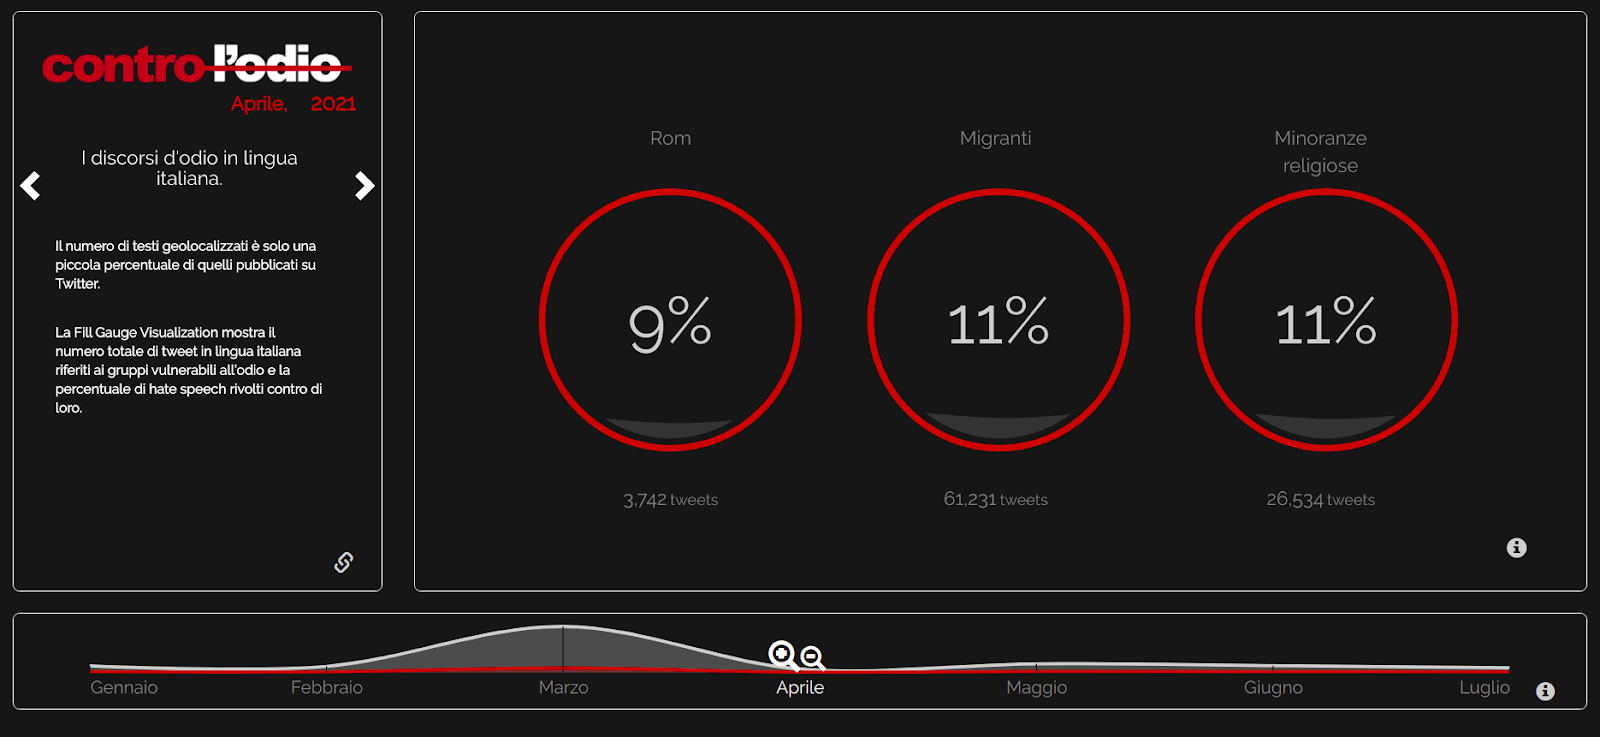 contro l'odio
Aprile, 2021
I discorsi d'odio in lingua
italiana.
Il numero di testi geolocalizzati è solo una
piccola percentuale di quelli pubblicati su
Twitter.
La Fill Gauge Visualization mostra il
numero totale di tweet in lingua italiana
riferiti ai gruppi vulnerabili all'odio e la
percentuale di hate speech rivolti contro di
loro.
Rom
Migranti
Minoranze
religiose
9%
11%
11%
3,742 tweets
61,231 tweets
26,534 tweets
Gennaio
Febbraio
Marzo
Aprile
Maggio
Giugno
Luglio